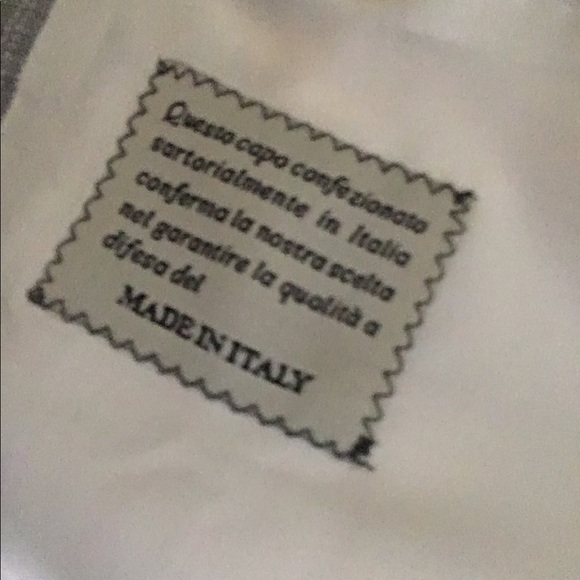 Questo capo confezionato
sartorialmente in Italia
conferma la nostra scelta
nel garantire la qualità a
difesa del
MADE IN ITALY